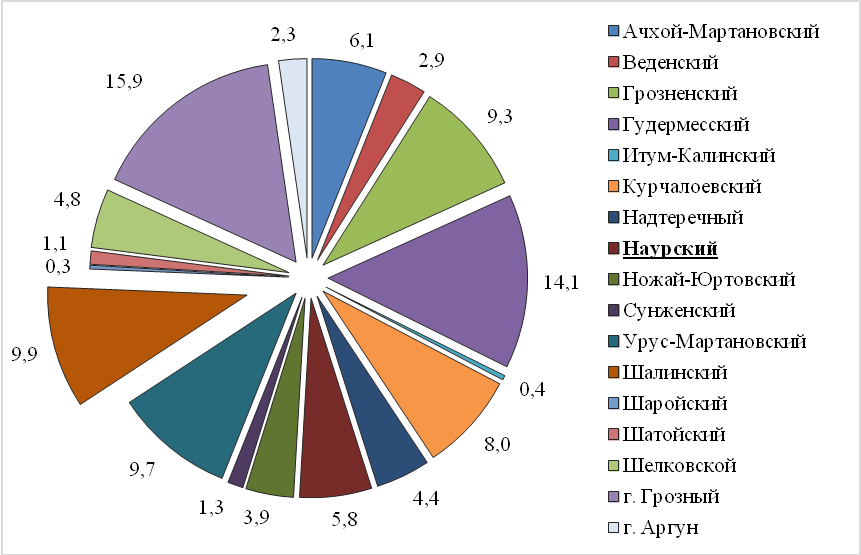 2,3
6,1
2,9
9,3
14,1
0,4
8,0
4,4
5,8
3,9
1,3
9,7
9,9
0,3
1,1
4,8
15,9
Ачхой-Мартановский
Веденский
Грозненский
Гудермесский
Итум-Калинский
Курчалоевский
Надтеречный
Наурский
Ножай-Юртовский
Сунженский
Урус-Мартановский
Шалинский
Шаройский
Шатойский
Шелковской
г. Грозный
г. Аргун